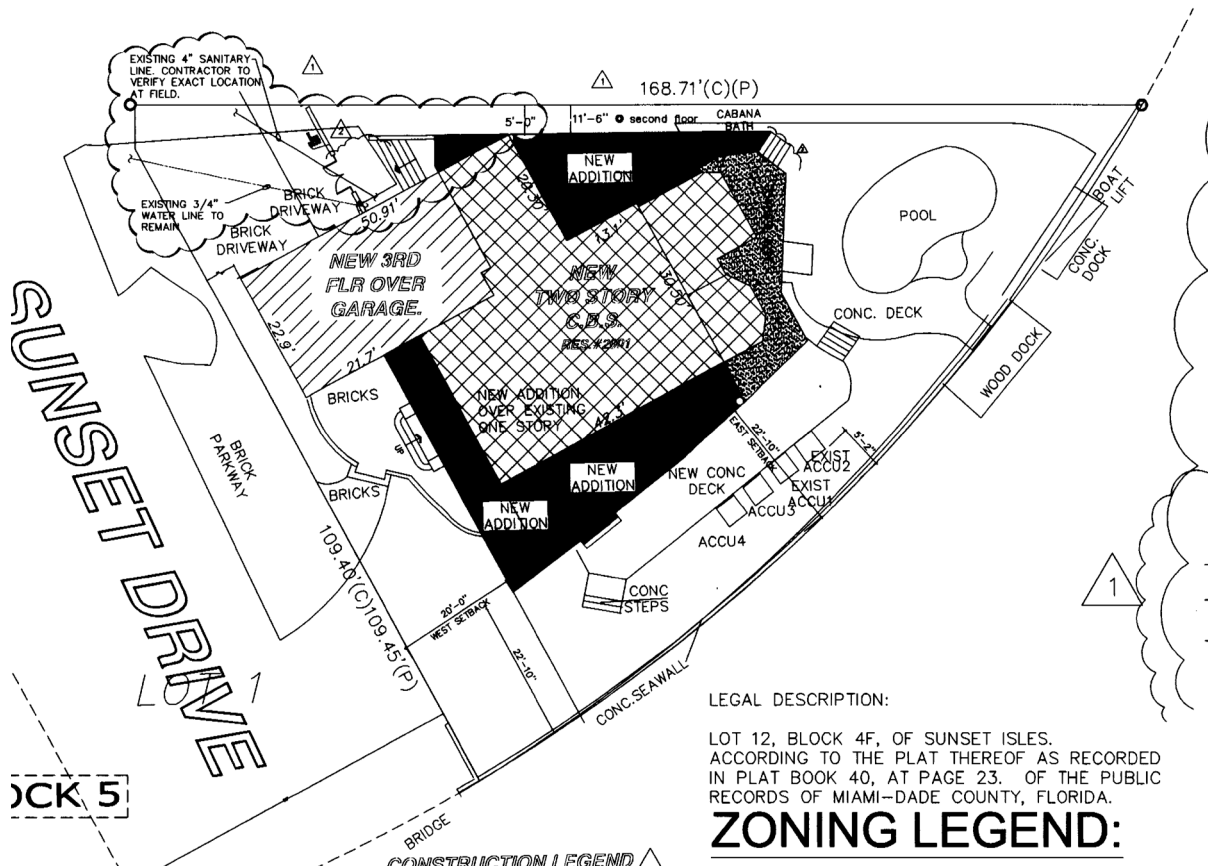 EXISTING 4" SANITARY
LINE. CONTRACTOR TO
VERIFY EXACT LOCATION
AT FIELD.
1
1
168.71'(C)(P)
5'-0"
11'-6" @ second floor
CABANA
BATH
2
NEW
ADDITION
EXISTING 3/4"
WATER LINE TO
REMAIN
BRICK
DRIVEWAY
BRICK
DRIVEWAY
50.91'
POOL
BOAT
LIFT
CONC.
DOCK
NEW 3RD
FLR OVER
GARAGE.
NEW
TWO STORY
C.B.S.
30.50'
CONC. DECK
WOOD DOCK
22.9'
21.7'
SUNSET DRIVE
BRICKS
NEW ADDITION
OVER EXISTING
ONE STORY
42.3'
UP
BRICK
PARKWAY
BRICKS
NEW
ADDITION
NEW
ADDITION
22'-10"
EAST SETBACK
5'-2"
NEW CONC
DECK
EXIST
ACCU2
EXIST
ACCU1
ACCU3
ACCU4
109.40'(C)109.45'(P)
CONC
STEPS
20'-0"
WEST SETBACK
22'-10"
1
CONC.SEAWALL
LOT 1
OCK 5
BRIDGE
CONSTRUCTION LEGEND
LEGAL DESCRIPTION:
LOT 12, BLOCK 4F, OF SUNSET ISLES.
ACCORDING TO THE PLAT THEREOF AS RECORDED
IN PLAT BOOK 40, AT PAGE 23. OF THE PUBLIC
RECORDS OF MIAMI-DADE COUNTY, FLORIDA.
ZONING LEGEND: